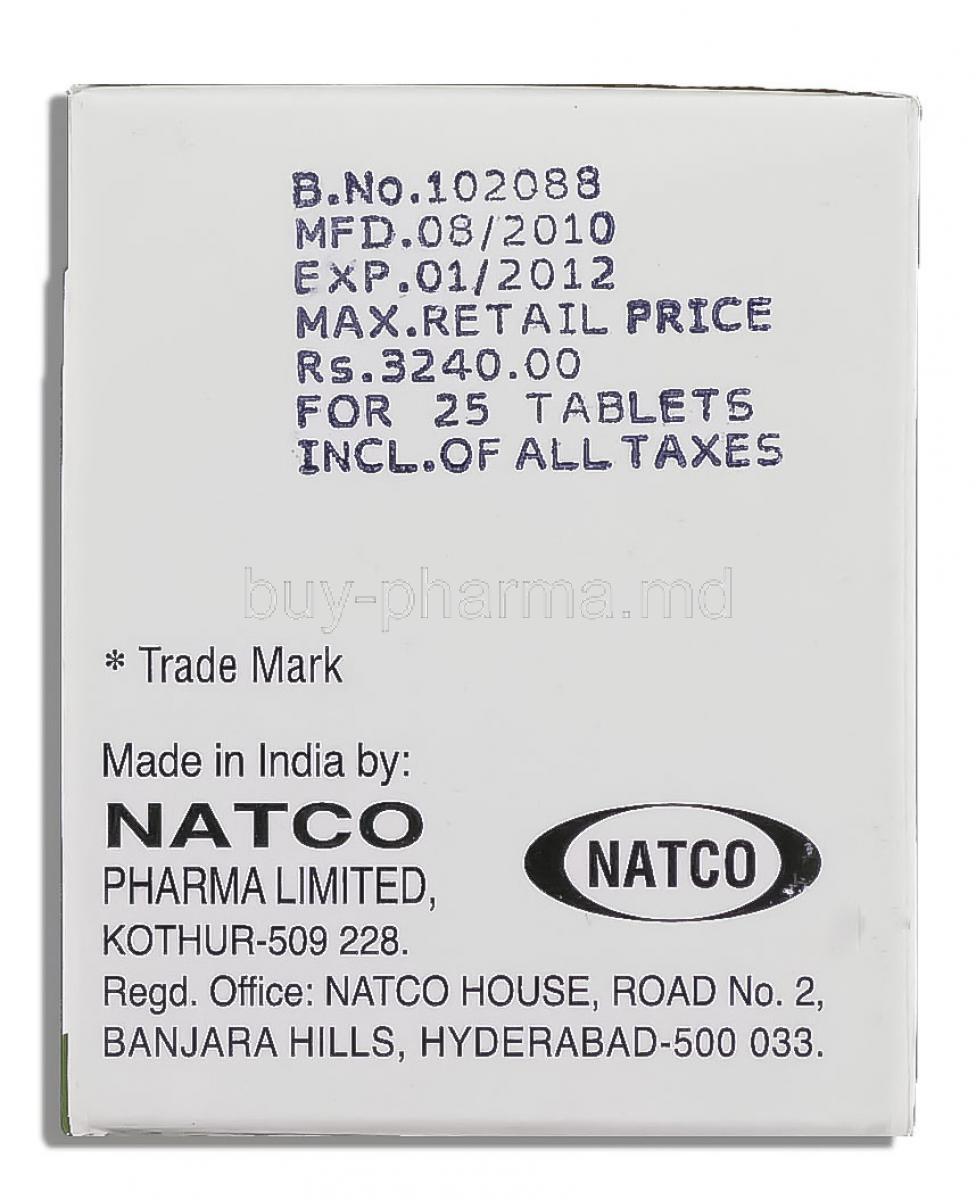 B.No.102088
MFD.08/2010
EXP.01/2012
MAX.RETAIL PRICE
Rs.3240.00
FOR 25 TABLETS
INCL.OF ALL TAXES
buy-pharma.md
* Trade Mark
Made in India by:
NATCO
PHARMA LIMITED,
NATCO
KOTHUR-509 228.
Regd. Office: NATCO HOUSE, ROAD No. 2,
BANJARA HILLS, HYDERABAD-500 033.